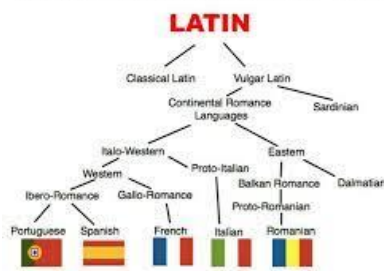 LATIN
Classical Latin
Vulgar Latin
Continental Romance
Languages
Sardinian
Italo-Western
Eastern
Western
Proto-Italian
Balkan Romance
Dalmatian
Ibero-Romance
Gallo-Romance
Proto-Romanian
Portuguese
Spanish
French
Italian
Romanian